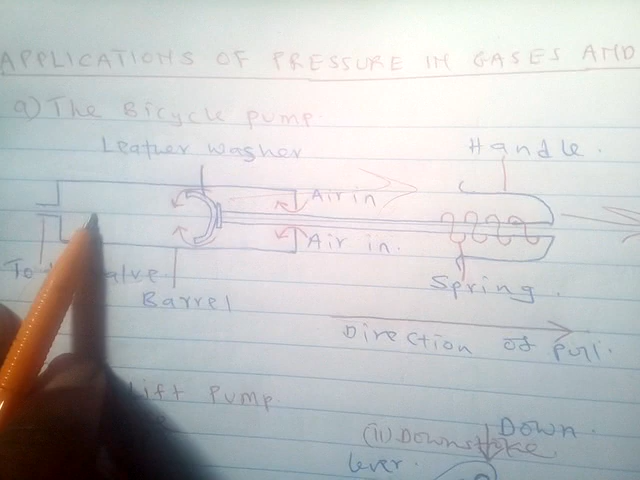 APPLICATIONS OF PRESSURE IN GASES AND
a) The Bicycle pump.
Leather washer
Handle.
Air in
Air in.
To valve
Barrel
Spring.
Direction of pull.
Lift Pump
Down
(ii) Downstroke
lever.